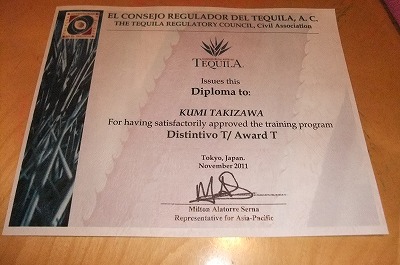 EL CONSEJO REGULADOR DEL TEQUILA, A. C.
THE TEQUILA REGULATORY COUNCIL, Civil Association
TEQUILA
Issues this
Diploma to:
KUMI TAKIZAWA
For having satisfactorily approved the training program
Distintivo T/ Award T
Tokyo, Japan.
November 2011
Milton Alatorre Serna
Representative for Asia-Pacific